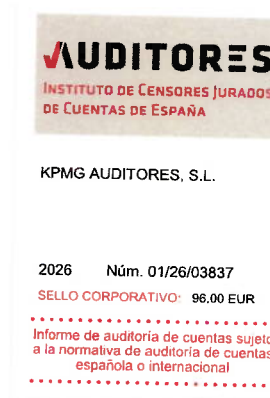 AUDITORES
INSTITUTO DE CENSORES JURADOS
DE CUENTAS DE ESPAÑA
KPMG AUDITORES, S.L.
2026 Núm. 01/26/03837
SELLO CORPORATIVO: 96.00 EUR
Informe de auditoría de cuentas sujeto
a la normativa de auditoría de cuentas
española o internacional